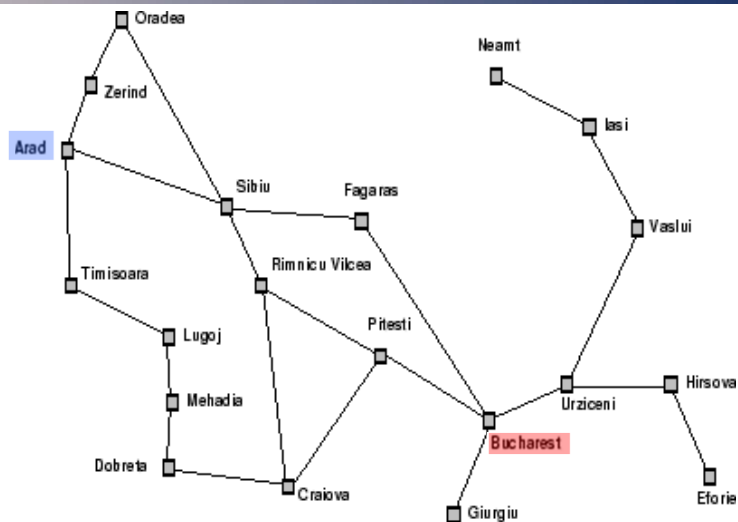 Oradea
Neamt
Zerind
Iasi
Arad
Sibiu
Fagaras
Vaslui
Timisoara
Rimnicu Vilcea
Lugoj
Pitesti
Mehadia
Hirsova
Urziceni
Bucharest
Dobreta
Craiova
Eforie
Giurgiu